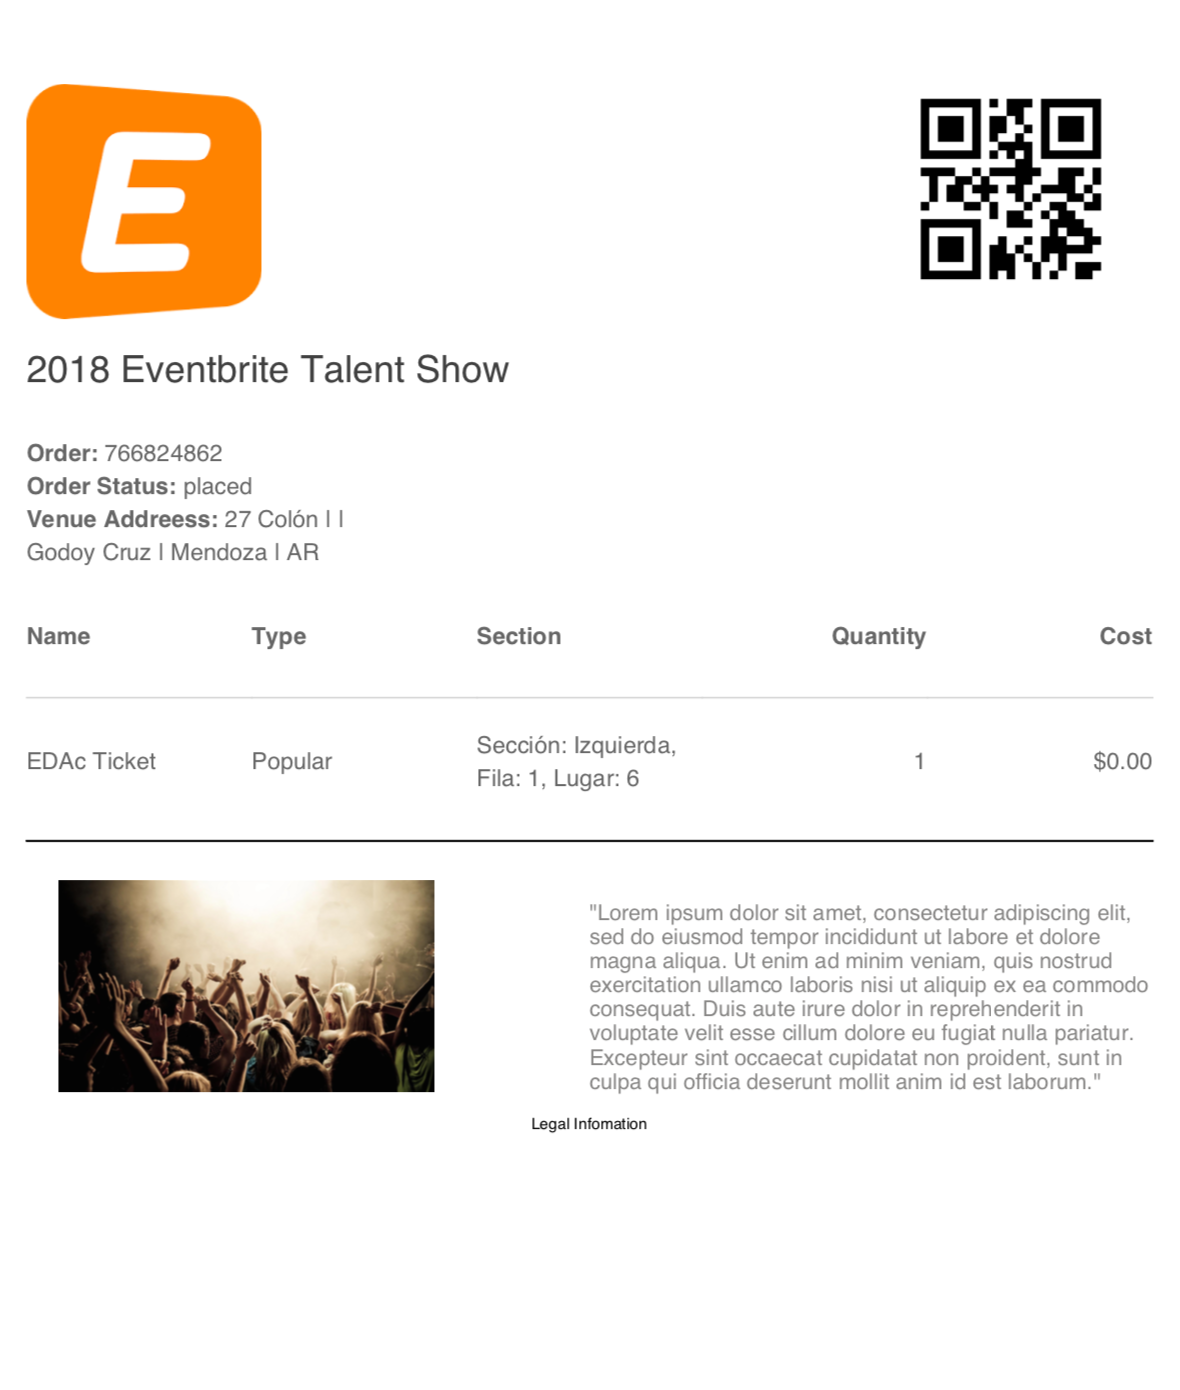 E
2018 Eventbrite Talent Show
Order: 766824862
Order Status: placed
Venue Addreess: 27 Colón | |
Godoy Cruz | Mendoza | AR
Name Type Section Quantity Cost
EDAc Ticket Popular Sección: Izquierda, Fila: 1, Lugar: 6 1 $0.00
"Lorem ipsum dolor sit amet, consectetur adipiscing elit,
sed do eiusmod tempor incididunt ut labore et dolore
magna aliqua. Ut enim ad minim veniam, quis nostrud
exercitation ullamco laboris nisi ut aliquip ex ea commodo
consequat. Duis aute irure dolor in reprehenderit in
voluptate velit esse cillum dolore eu fugiat nulla pariatur.
Excepteur sint occaecat cupidatat non proident, sunt in
culpa qui officia deserunt mollit anim id est laborum."
Legal Infomation